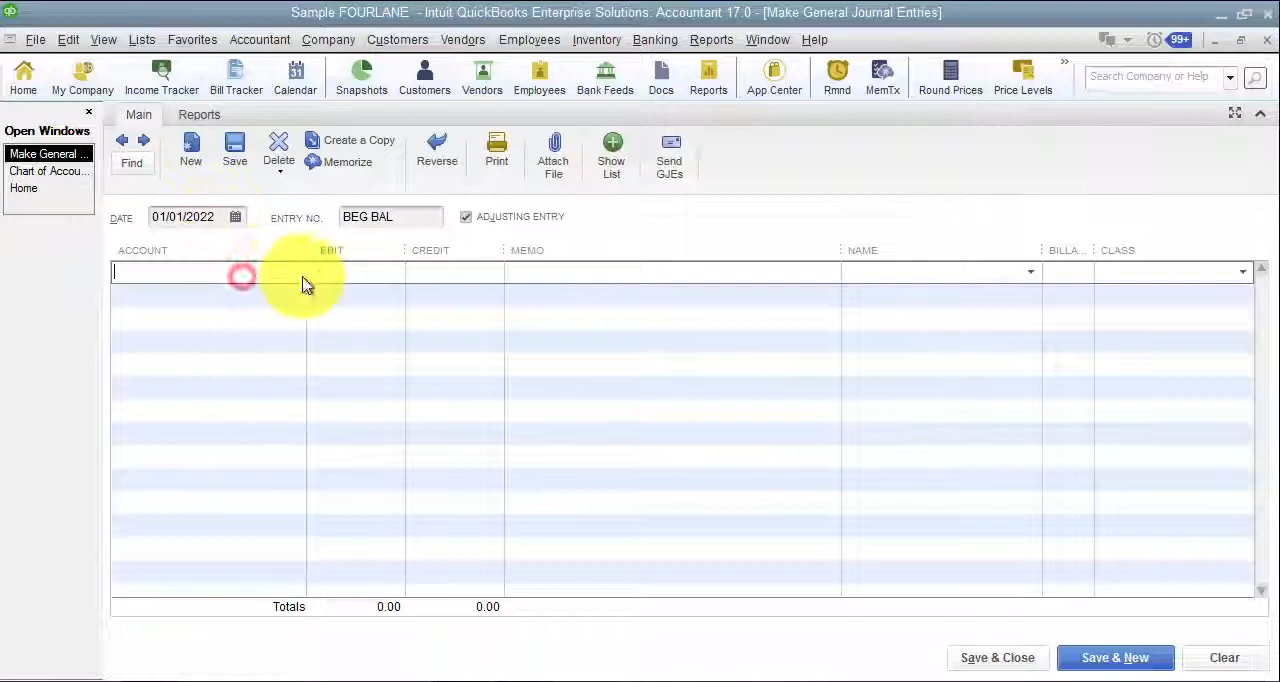 Sample FOURLANE - Intuit QuickBooks Enterprise Solutions: Accountant 17.0 - [Make General Journal Entries]
File Edit View Lists Favorites Accountant Company Customers Vendors Employees Inventory Banking Reports Window Help 99+
Home My Company Income Tracker Bill Tracker Calendar Snapshots Customers Vendors Employees Bank Feeds Docs Reports App Center Rmnd MemTx Round Prices Price Levels Search Company or Help
Open Windows
Make General ...
Chart of Accou...
Home
Main Reports
Find New Save Delete Create a Copy Memorize Reverse Print Attach File Show List Send GJEs
DATE 01/01/2022 ENTRY NO. BEG BAL ADJUSTING ENTRY
ACCOUNT EBIT CREDIT MEMO NAME BILLA... CLASS
Totals 0.00 0.00
Save & Close Save & New Clear